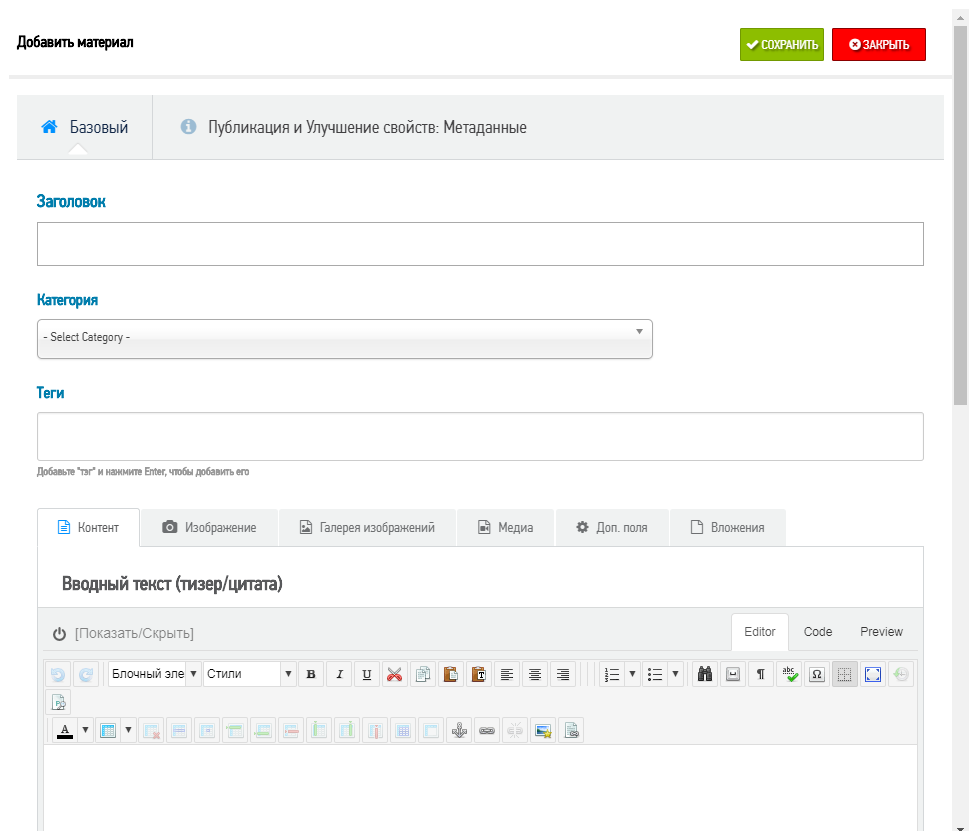 Добавить материал
СОХРАНИТЬ ЗАКРЫТЬ
Базовый Публикация и Улучшение свойств: Метаданные
Заголовок
Категория
- Select Category -
Теги
Добавьте "тэг" и нажмите Enter, чтобы добавить его
Контент Изображение Галерея изображений Медиа Доп. поля Вложения
Вводный текст (тизер/цитата)
[Показать/Скрыть] Editor Code Preview
Блочный эле Стили B I U